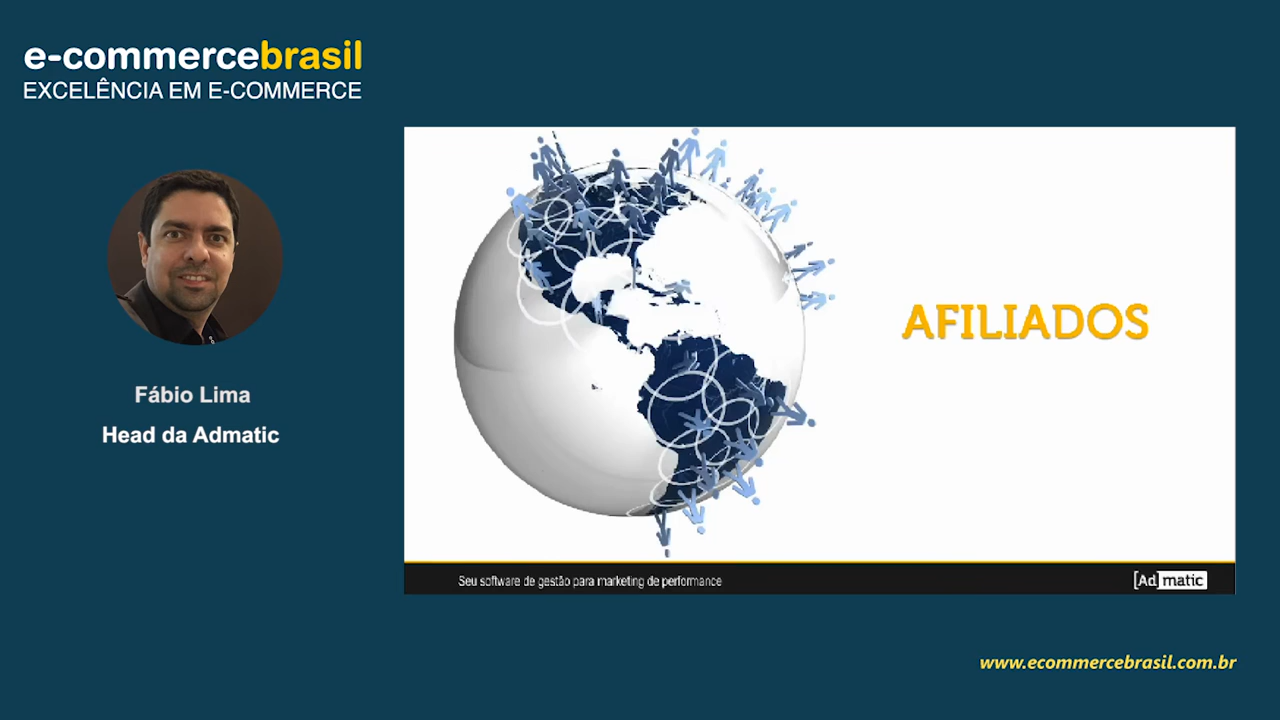 e-commercebrasil
EXCELÊNCIA EM E-COMMERCE
Fábio Lima
Head da Admatic
AFILIADOS
Seu software de gestão para marketing de performance
[Ad]matic
www.ecommercebrasil.com.br